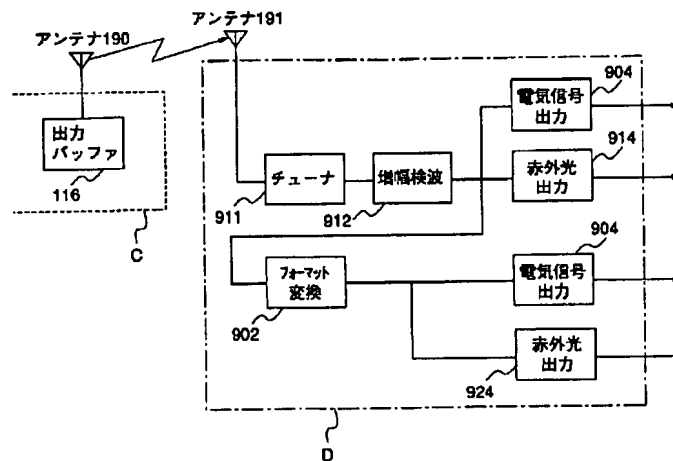 アンテナ190
アンテナ191
出力
バッファ
116
C
チューナ
911
増幅検波
912
電気信号
出力
904
赤外光
出力
914
フォーマット
変換
902
電気信号
出力
904
赤外光
出力
924
D